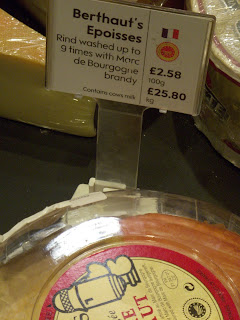 Berthaut's
Epoisses
Rind washed up to
9 times with Marc
de Bourgogne
brandy
Contains cows milk
£2.58
100g
£25.80
kg